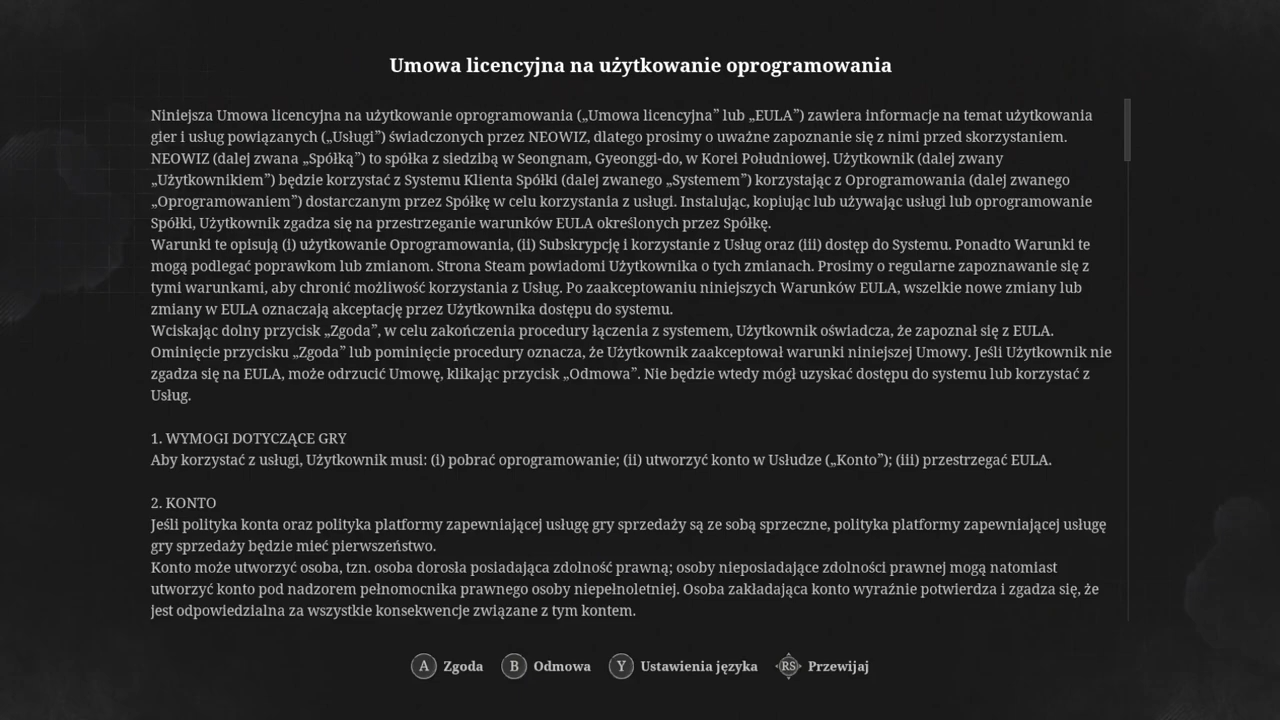 Umowa licencyjna na użytkowanie oprogramowania
Niniejsza Umowa licencyjna na użytkowanie oprogramowania („Umowa licencyjna” lub „EULA”) zawiera informacje na temat użytkowania
gier i usług powiązanych („Usługi”) świadczonych przez NEOWIZ, dlatego prosimy o uważne zapoznanie się z nimi przed skorzystaniem.
NEOWIZ (dalej zwana „Spółką”) to spółka z siedzibą w Seongnam, Gyeonggi-do, w Korei Południowej. Użytkownik (dalej zwany
„Użytkownikiem”) będzie korzystać z Systemu Klienta Spółki (dalej zwanego „Systemem”) korzystając z Oprogramowania (dalej zwanego
„Oprogramowaniem”) dostarczanym przez Spółkę w celu korzystania z usługi. Instalując, kopiując lub używając usługi lub oprogramowanie
Spółki, Użytkownik zgadza się na przestrzeganie warunków EULA określonych przez Spółkę.
Warunki te opisują (i) użytkowanie Oprogramowania, (ii) Subskrypcję i korzystanie z Usług oraz (iii) dostęp do Systemu. Ponadto Warunki te
mogą podlegać poprawkom lub zmianom. Strona Steam powiadomi Użytkownika o tych zmianach. Prosimy o regularne zapoznawanie się z
tymi warunkami, aby chronić możliwość korzystania z Usług. Po zaakceptowaniu niniejszych Warunków EULA, wszelkie nowe zmiany lub
zmiany w EULA oznaczają akceptację przez Użytkownika dostępu do systemu.
Wciskając dolny przycisk „Zgoda”, w celu zakończenia procedury łączenia z systemem, Użytkownik oświadcza, że zapoznał się z EULA.
Ominięcie przycisku „Zgoda” lub pominięcie procedury oznacza, że Użytkownik zaakceptował warunki niniejszej Umowy. Jeśli Użytkownik nie
zgadza się na EULA, może odrzucić Umowę, klikając przycisk „Odmowa”. Nie będzie wtedy mógł uzyskać dostępu do systemu lub korzystać z
Usług.
1. WYMOGI DOTYCZĄCE GRY
Aby korzystać z usługi, Użytkownik musi: (i) pobrać oprogramowanie; (ii) utworzyć konto w Usłudze („Konto”); (iii) przestrzegać EULA.
2. KONTO
Jeśli polityka konta oraz polityka platformy zapewniającej usługę gry sprzedaży są ze sobą sprzeczne, polityka platformy zapewniającej usługę
gry sprzedaży będzie mieć pierwszeństwo.
Konto może utworzyć osoba, tzn. osoba dorosła posiadająca zdolność prawną; osoby nieposiadające zdolności prawnej mogą natomiast
utworzyć konto pod nadzorem pełnomocnika prawnego osoby niepełnoletniej. Osoba zakładająca konto wyraźnie potwierdza i zgadza się, że
jest odpowiedzialna za wszystkie konsekwencje związane z tym kontem.
A Zgoda B Odmowa Y Ustawienia języka RS Przewijaj